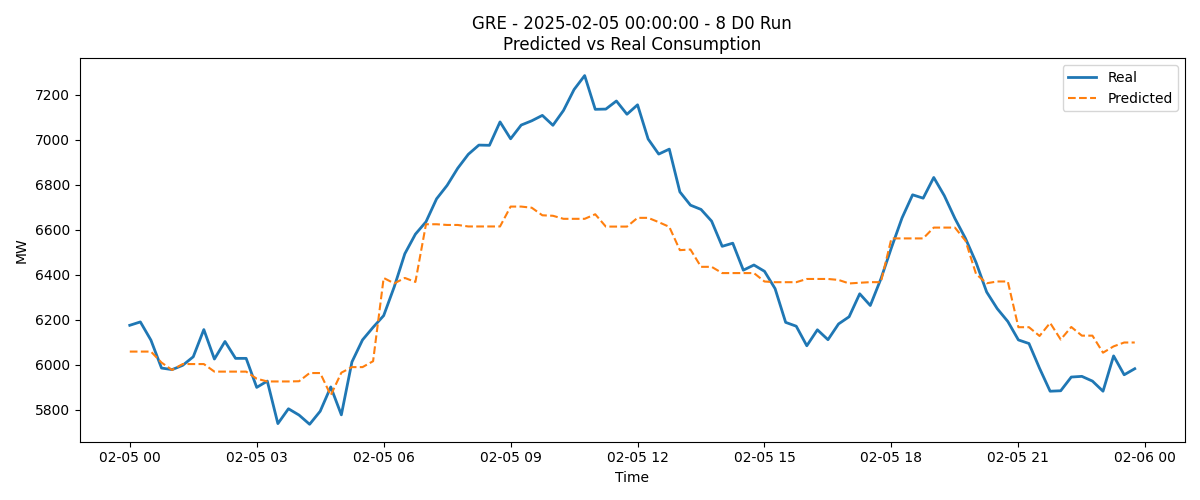 GRE - 2025-02-05 00:00:00 - 8 D0 Run
Predicted vs Real Consumption
Real
Predicted
MW
7200
7000
6800
6600
6400
6200
6000
5800
02-05 00
02-05 03
02-05 06
02-05 09
02-05 12
02-05 15
02-05 18
02-05 21
02-06 00
Time